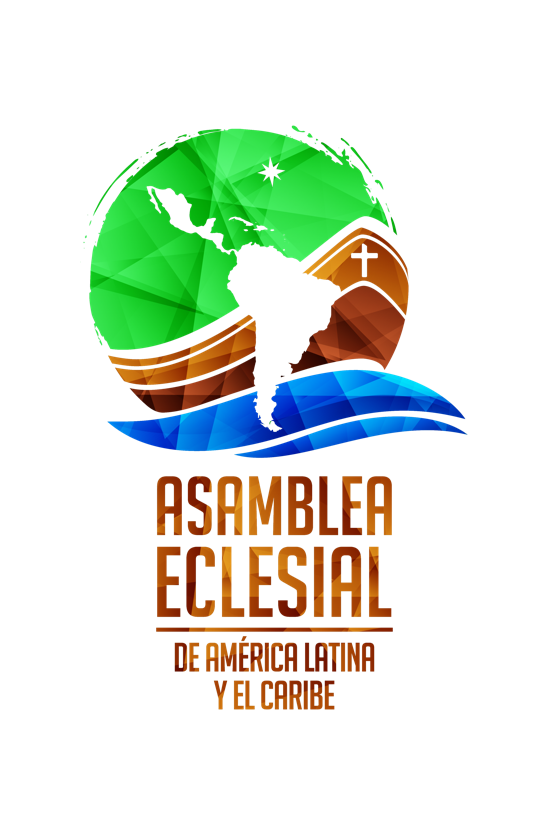 ASAMBLEA
ECLESIAL
DE AMÉRICA LATINA
Y EL CARIBE